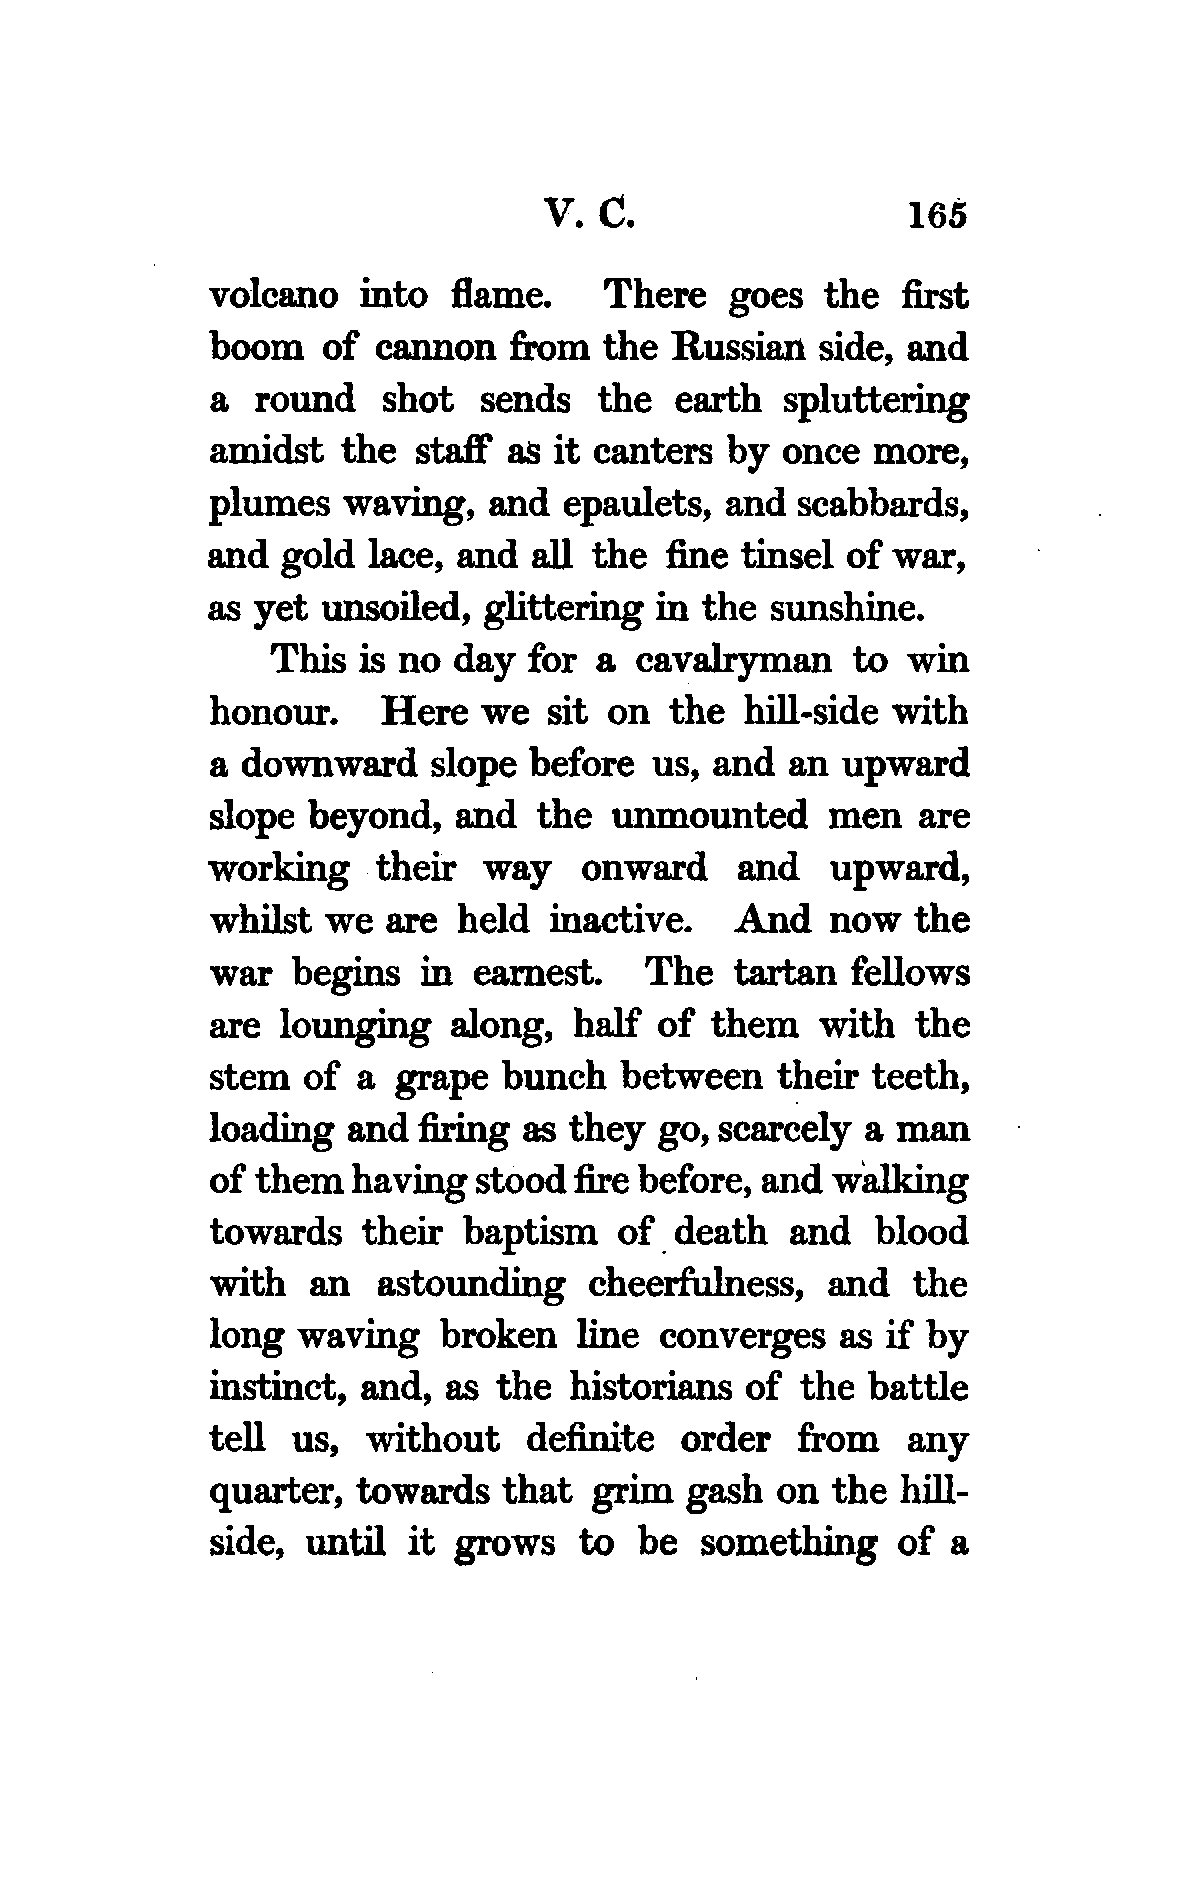 V. C. 165
volcano into flame. There goes the first
boom of cannon from the Russian side, and
a round shot sends the earth spluttering
amidst the staff as it canters by once more,
plumes waving, and epaulets, and scabbards,
and gold lace, and all the fine tinsel of war,
as yet unsoiled, glittering in the sunshine.
This is no day for a cavalryman to win
honour. Here we sit on the hill-side with
a downward slope before us, and an upward
slope beyond, and the unmounted men are
working their way onward and upward,
whilst we are held inactive. And now the
war begins in earnest. The tartan fellows
are lounging along, half of them with the
stem of a grape bunch between their teeth,
loading and firing as they go, scarcely a man
of them having stood fire before, and walking
towards their baptism of death and blood
with an astounding cheerfulness, and the
long waving broken line converges as if by
instinct, and, as the historians of the battle
tell us, without definite order from any
quarter, towards that grim gash on the hill-
side, until it grows to be something of a